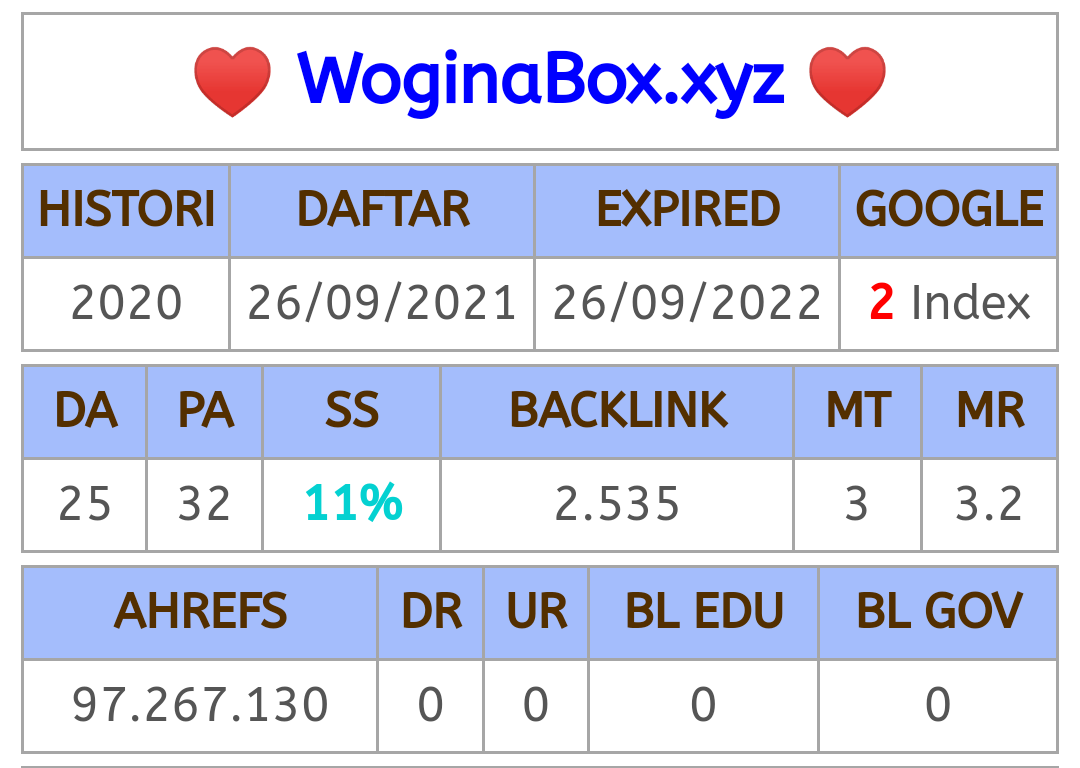 WoginaBox.xyz
HISTORI DAFTAR EXPIRED GOOGLE
2020 26/09/2021 26/09/2022 2 Index
DA PA SS BACKLINK MT MR
25 32 11% 2.535 3 3.2
AHREFS DR UR BL EDU BL GOV
97.267.130 0 0 0 0